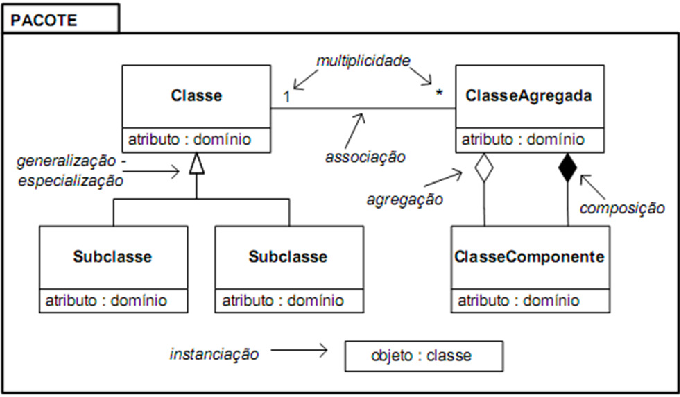 PACOTE
multiplicidade
Classe
1
*
ClasseAgregada
atributo : domínio
atributo : domínio
associação
generalização -
especialização
agregação
composição
Subclasse
Subclasse
ClasseComponente
atributo : domínio
atributo : domínio
atributo : domínio
instanciação
objeto : classe